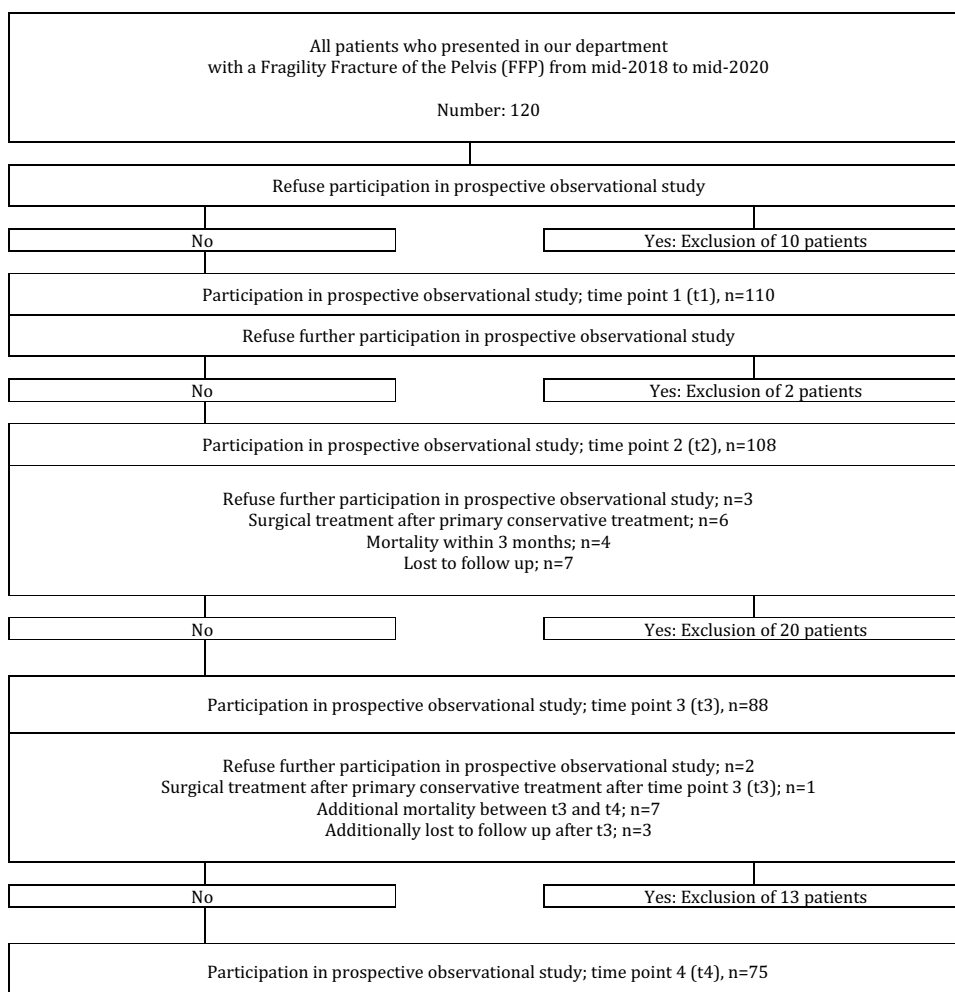 All patients who presented in our department
with a Fragility Fracture of the Pelvis (FFP) from mid-2018 to mid-2020
Number: 120
Refuse participation in prospective observational study
No
Yes: Exclusion of 10 patients
Participation in prospective observational study; time point 1 (t1), n=110
Refuse further participation in prospective observational study
No
Yes: Exclusion of 2 patients
Participation in prospective observational study; time point 2 (t2), n=108
Refuse further participation in prospective observational study; n=3
Surgical treatment after primary conservative treatment; n=6
Mortality within 3 months; n=4
Lost to follow up; n=7
No
Yes: Exclusion of 20 patients
Participation in prospective observational study; time point 3 (t3), n=88
Refuse further participation in prospective observational study; n=2
Surgical treatment after primary conservative treatment after time point 3 (t3); n=1
Additional mortality between t3 and t4; n=7
Additionally lost to follow up after t3; n=3
No
Yes: Exclusion of 13 patients
Participation in prospective observational study; time point 4 (t4), n=75